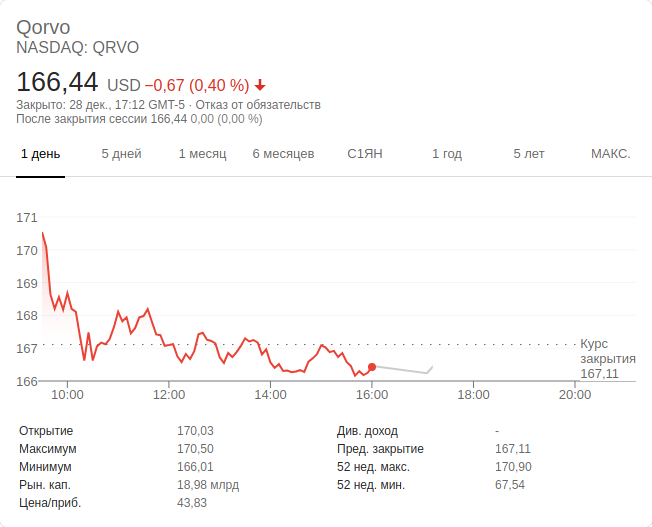 Qorvo
NASDAQ: QRVO
166,44 USD −0,67 (0,40 %)
Закрыто: 28 дек., 17:12 GMT-5 · Отказ от обязательств
После закрытия сессии 166,44 0,00 (0,00 %)
1 день 5 дней 1 месяц 6 месяцев С1ЯН 1 год 5 лет МАКС.
171
170
169
168
167
166
Курс
закрытия
167,11
10:00 12:00 14:00 16:00 18:00 20:00
Открытие 170,03 Див. доход -
Максимум 170,50 Пред. закрытие 167,11
Минимум 166,01 52 нед. макс. 170,90
Рын. кап. 18,98 млрд 52 нед. мин. 67,54
Цена/приб. 43,83